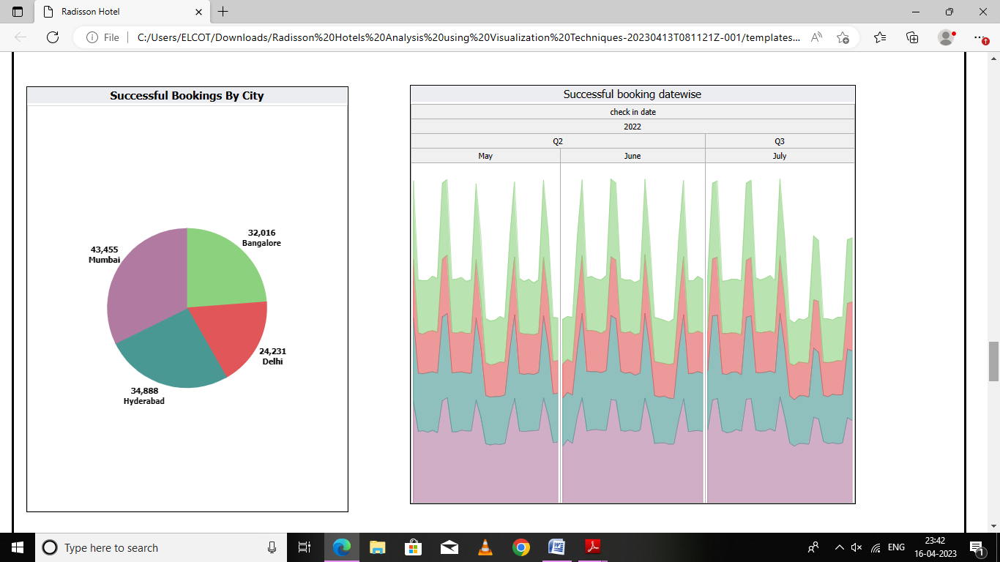 Radisson Hotel
File
C:/Users/ELCOT/Downloads/Radisson%20Hotels%20Analysis%20using%20Visualization%20Techniques-20230413T081121Z-001/templates...
Successful Bookings By City
32,016
Bangalore
43,455
Mumbai
24,231
Delhi
34,888
Hyderabad
Successful booking datewise
check in date
2022
Q2 Q3
May June July
Type here to search
ENG
23:42
16-04-2023
1